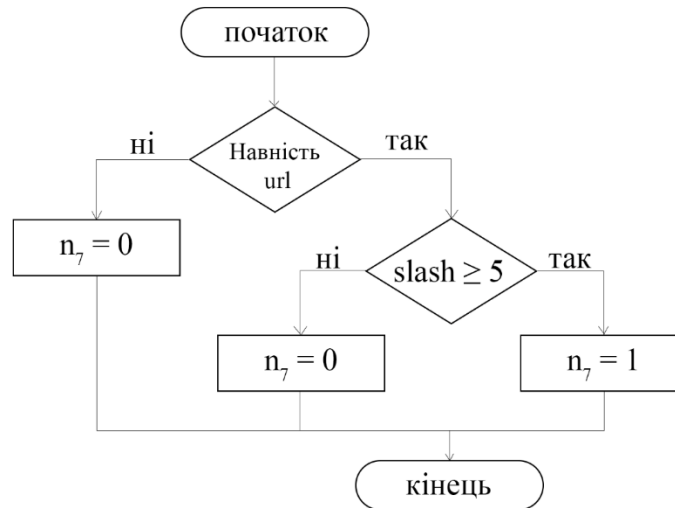 початок
ні
Навність
url
так
n₇ = 0
ні
slash ≥ 5
так
n₇ = 0
n₇ = 1
кінець